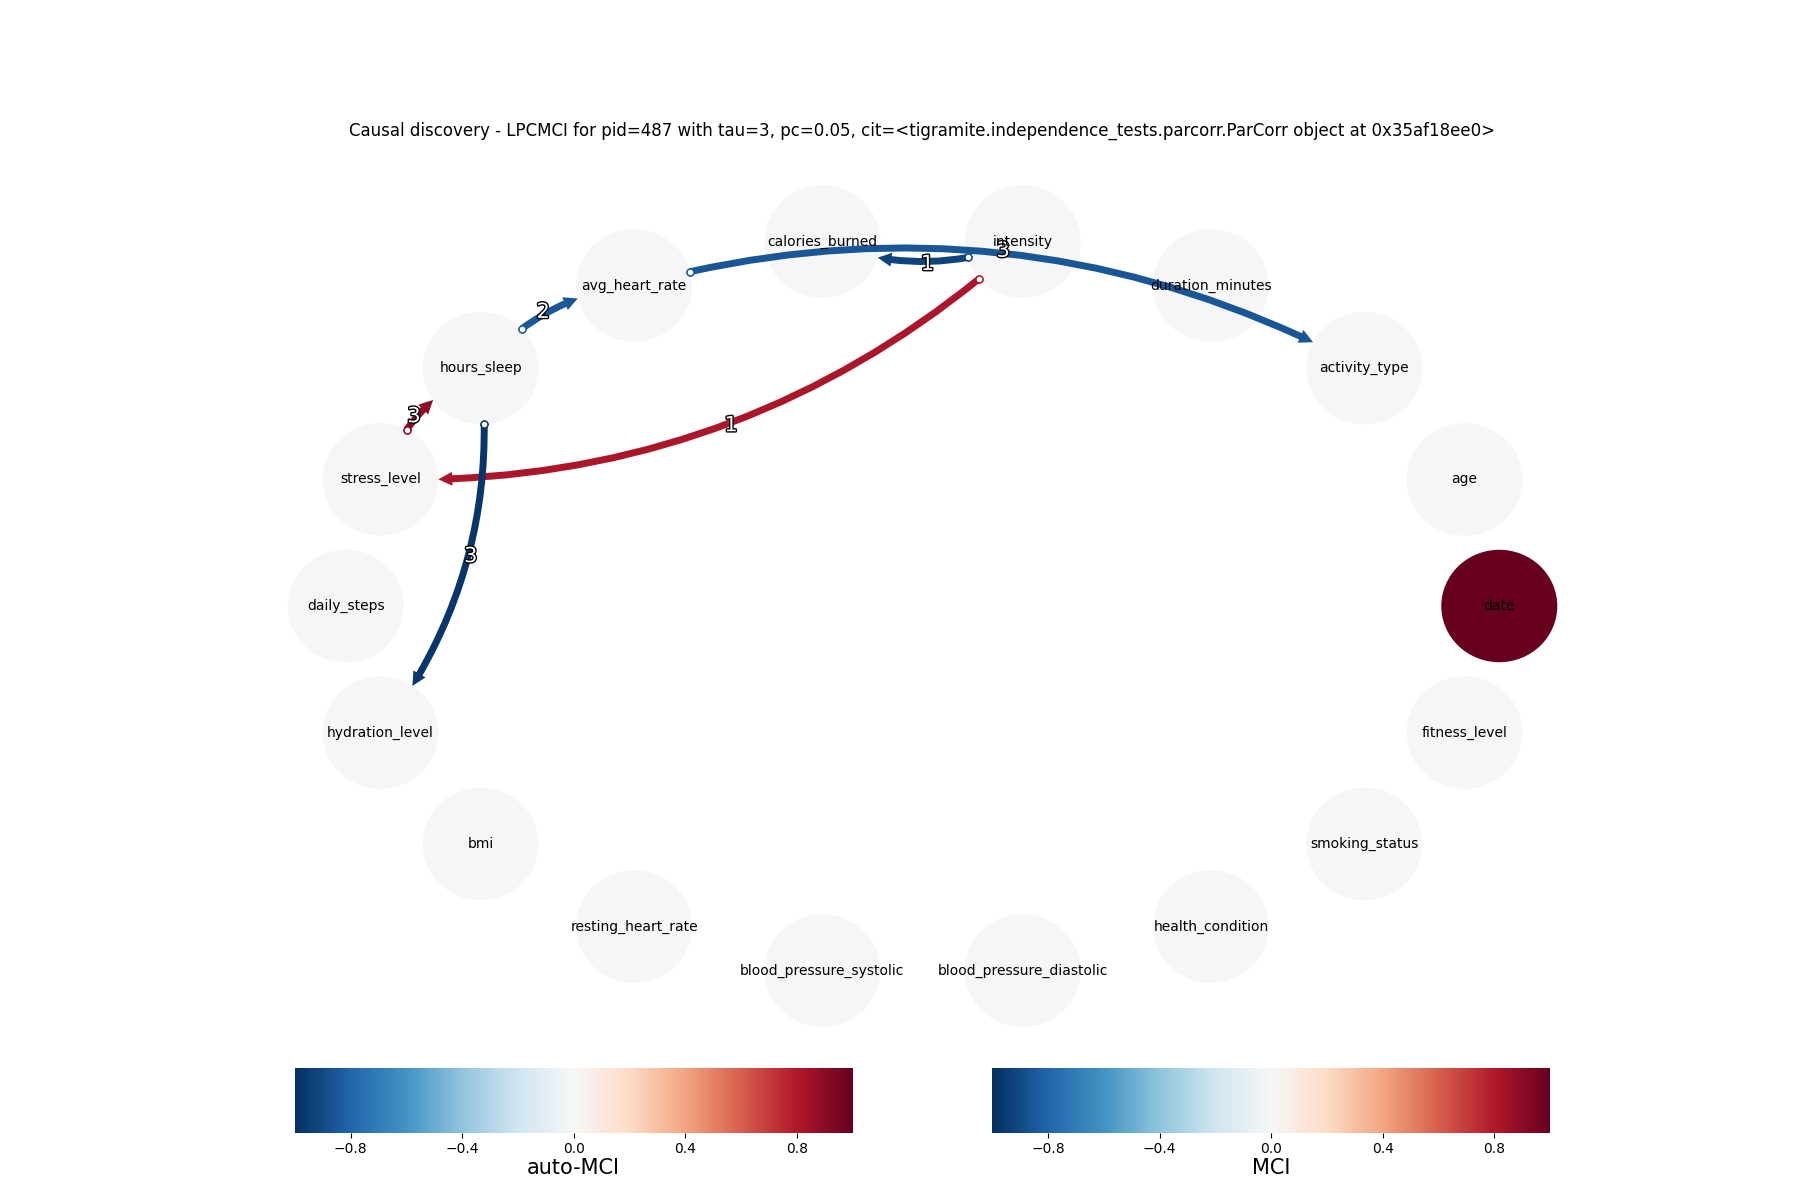 Causal discovery - LPCMCI for pid=487 with tau=3, pc=0.05, cit=<tigramite.independence_tests.parcorr.ParCorr object at 0x35af18ee0>
calories_burned
intensity
3
1
avg_heart_rate
duration_minutes
2
hours_sleep
activity_type
3
1
stress_level
age
3
daily_steps
date
hydration_level
fitness_level
bmi
smoking_status
resting_heart_rate
health_condition
blood_pressure_systolic
blood_pressure_diastolic
−0.8 −0.4 0.0 0.4 0.8
auto-MCI
−0.8 −0.4 0.0 0.4 0.8
MCI